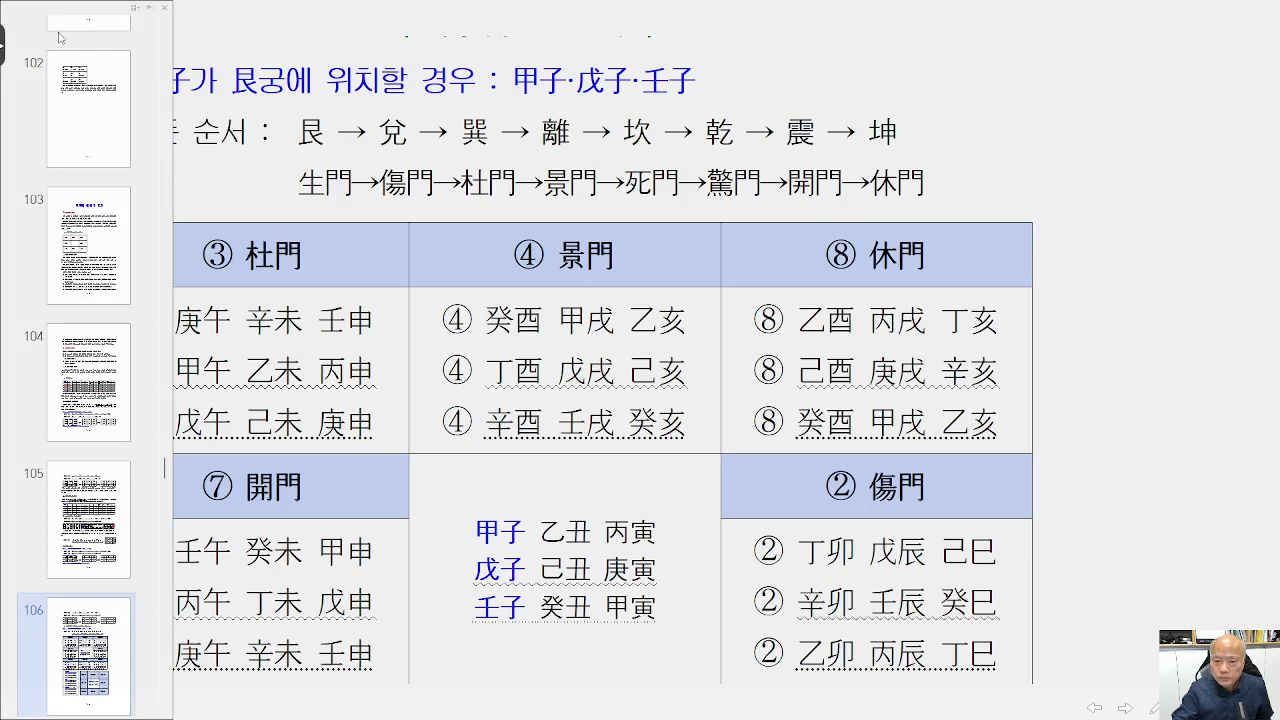 102
103
104
105
106
子가 艮궁에 위치할 경우 : 甲子·戊子·壬子
순서 : 艮 → 兌 → 巽 → 離 → 坎 → 乾 → 震 → 坤
生門→傷門→杜門→景門→死門→驚門→開門→休門
③ 杜門 ④ 景門 ⑧ 休門
庚午 辛未 壬申 ④ 癸酉 甲戌 乙亥 ⑧ 乙酉 丙戌 丁亥
甲午 乙未 丙申 ④ 丁酉 戊戌 己亥 ⑧ 己酉 庚戌 辛亥
戊午 己未 庚申 ④ 辛酉 壬戌 癸亥 ⑧ 癸酉 甲戌 乙亥
⑦ 開門 ② 傷門
甲子 乙丑 丙寅
戊子 己丑 庚寅
壬子 癸丑 甲寅
壬午 癸未 甲申 ② 丁卯 戊辰 己巳
丙午 丁未 戊申 ② 辛卯 壬辰 癸巳
庚午 辛未 壬申 ② 乙卯 丙辰 丁巳